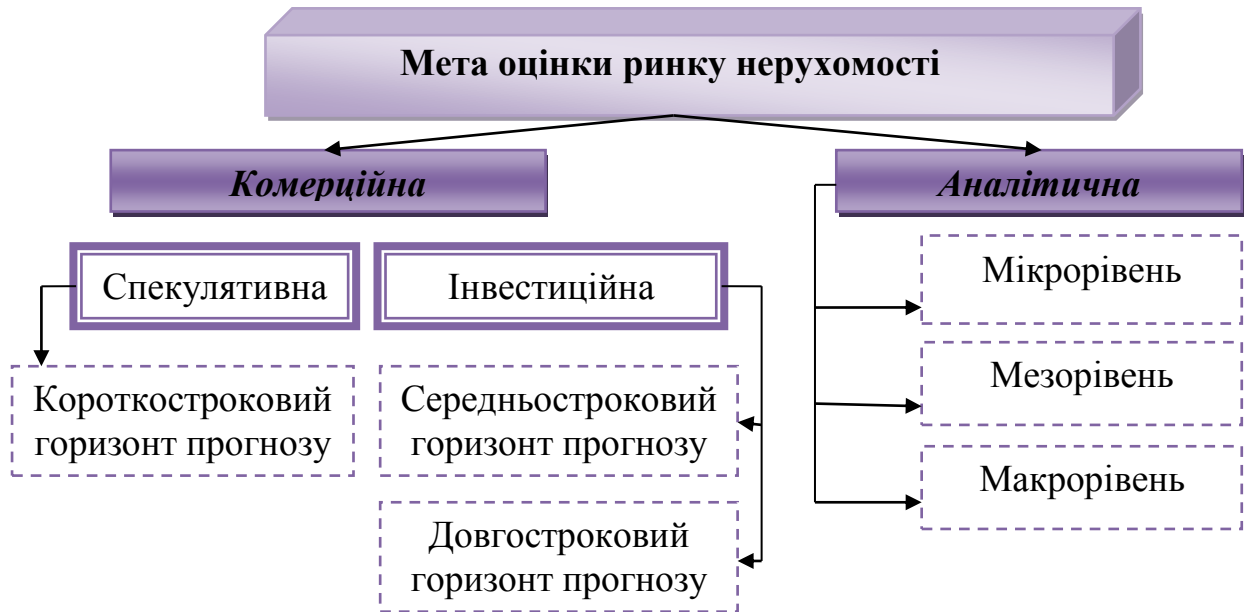 Мета оцінки ринку нерухомості
Комерційна
Аналітична
Спекулятивна
Інвестиційна
Короткостроковий
горизонт прогнозу
Середньостроковий
горизонт прогнозу
Довгостроковий
горизонт прогнозу
Мікрорівень
Мезорівень
Макрорівень